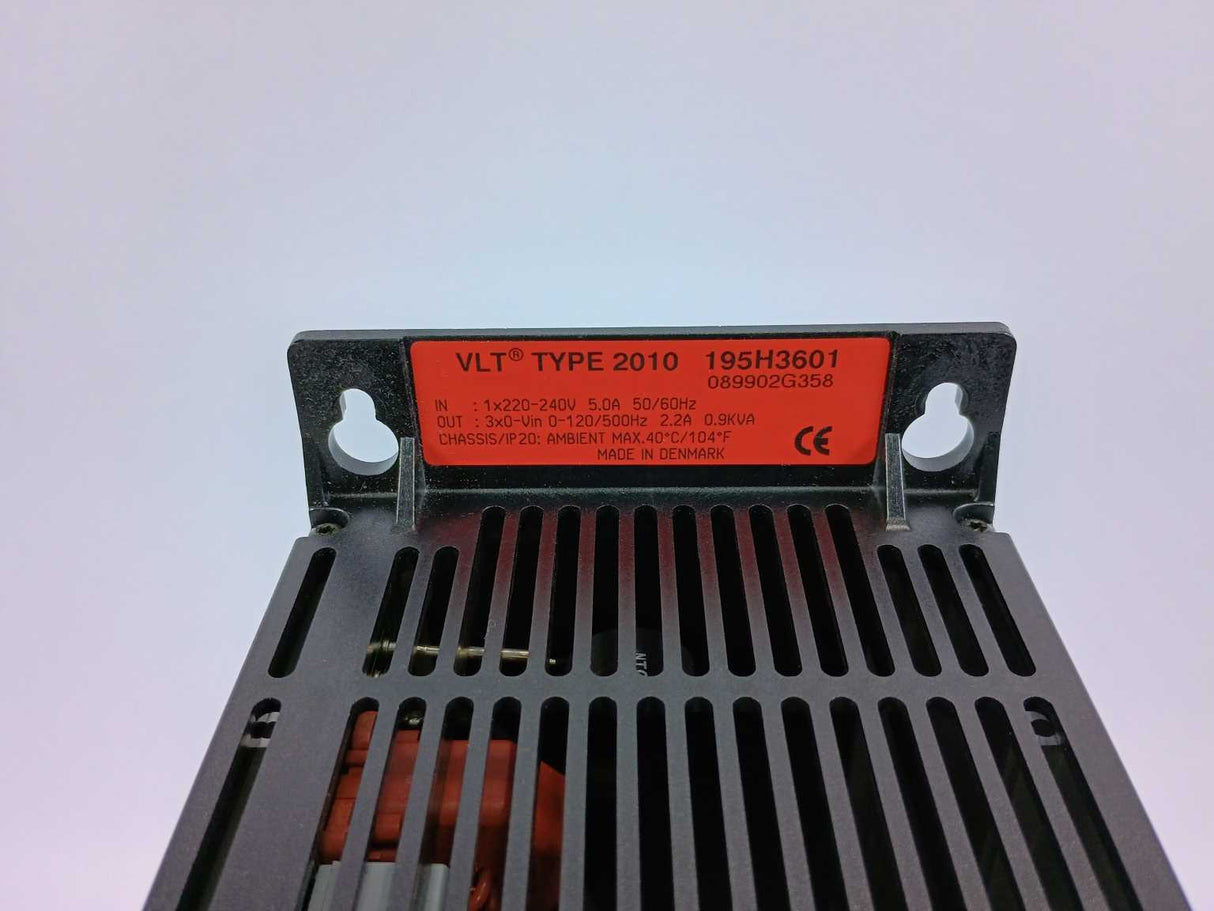 VLT® TYPE 2010 195H3601
089902G358
IN : 1x220-240V 5.0A 50/60Hz
OUT : 3x0-Vin 0-120/500Hz 2.2A 0.9KVA
CHASSIS/IP20: AMBIENT MAX.40°C/104°F
MADE IN DENMARK
CE